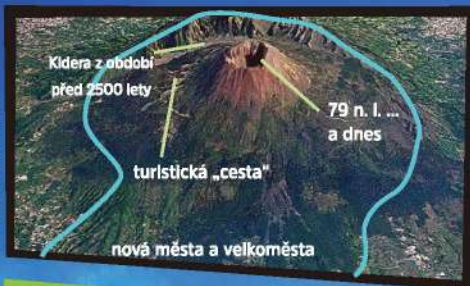 Kldera z období
před 2500 lety
79 n. l. ...
a dnes
turistická „cesta“
nová města a velkoměsta